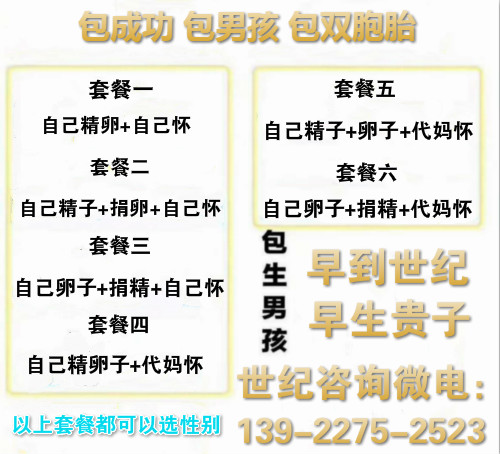 包成功 包男孩 包双胞胎
套餐一
自己精卵+自己怀
套餐二
自己精子+捐卵+自己怀
套餐三
自己卵子+捐精+自己怀
套餐四
自己精卵子+代妈怀
以上套餐都可以选性别
套餐五
自己精子+卵子+代妈怀
套餐六
自己卵子+捐精+代妈怀
包生男孩
早到世纪
早生贵子
世纪咨询微电:
139-2275-2523